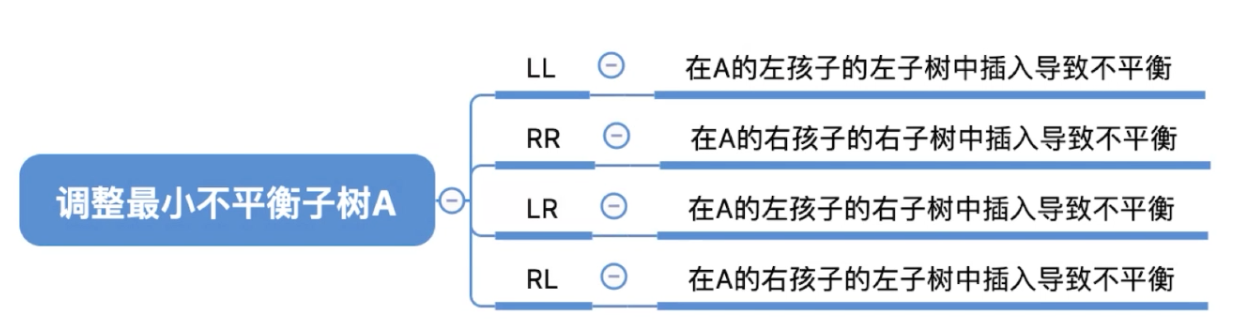 调整最小不平衡子树A
LL 在A的左孩子的左子树中插入导致不平衡
RR 在A的右孩子的右子树中插入导致不平衡
LR 在A的左孩子的右子树中插入导致不平衡
RL 在A的右孩子的左子树中插入导致不平衡